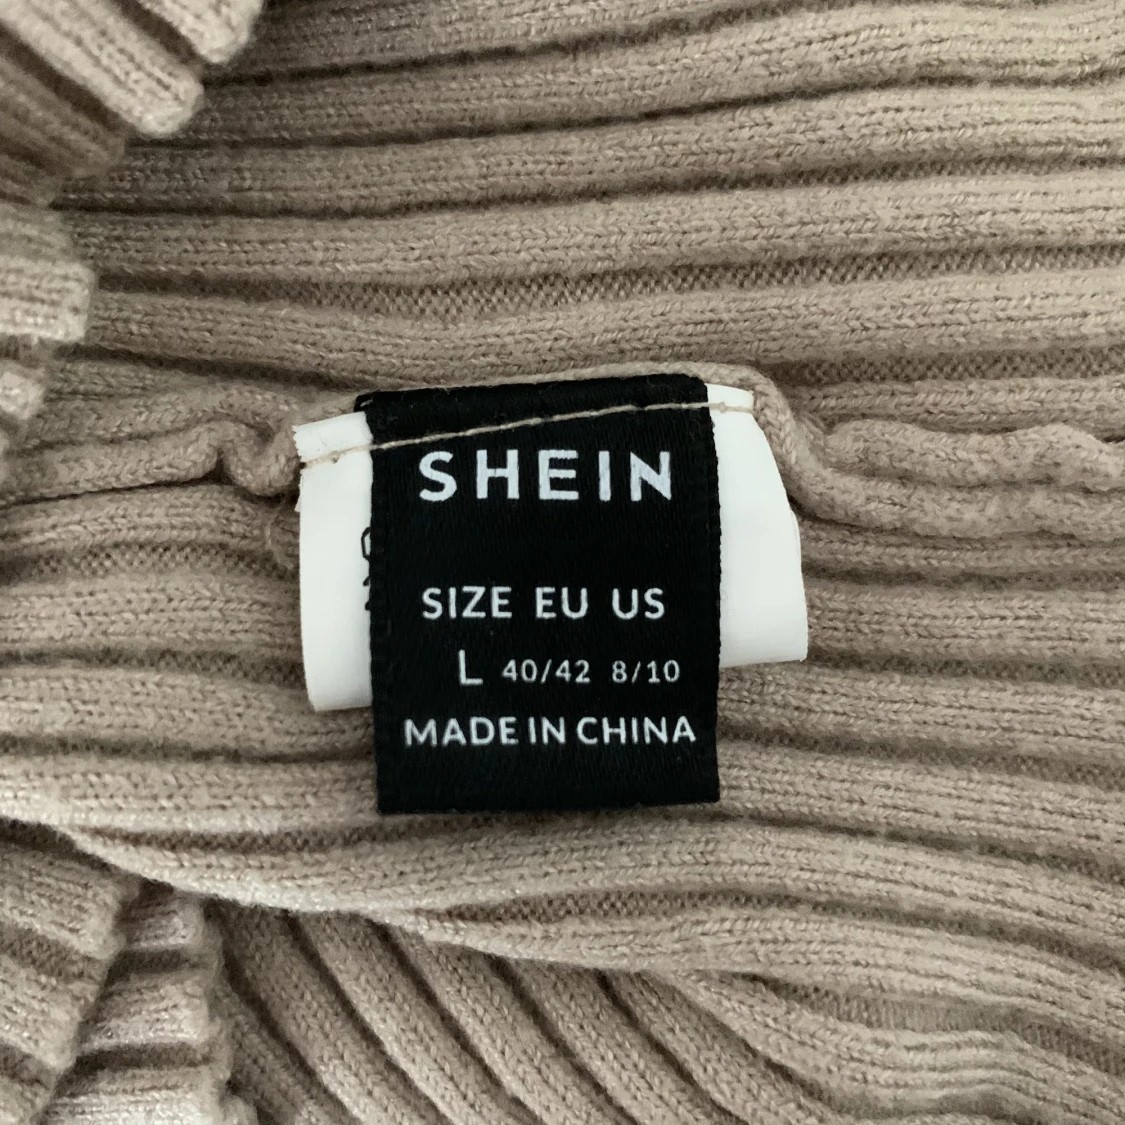 SHEIN
SIZE EU US
L 40/42 8/10
MADE IN CHINA